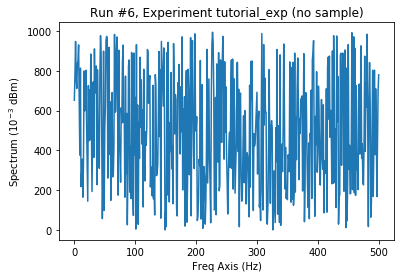 Run #6, Experiment tutorial_exp (no sample)
1000
800
600
400
200
0
Spectrum (10⁻³ dBm)
0 100 200 300 400 500
Freq Axis (Hz)